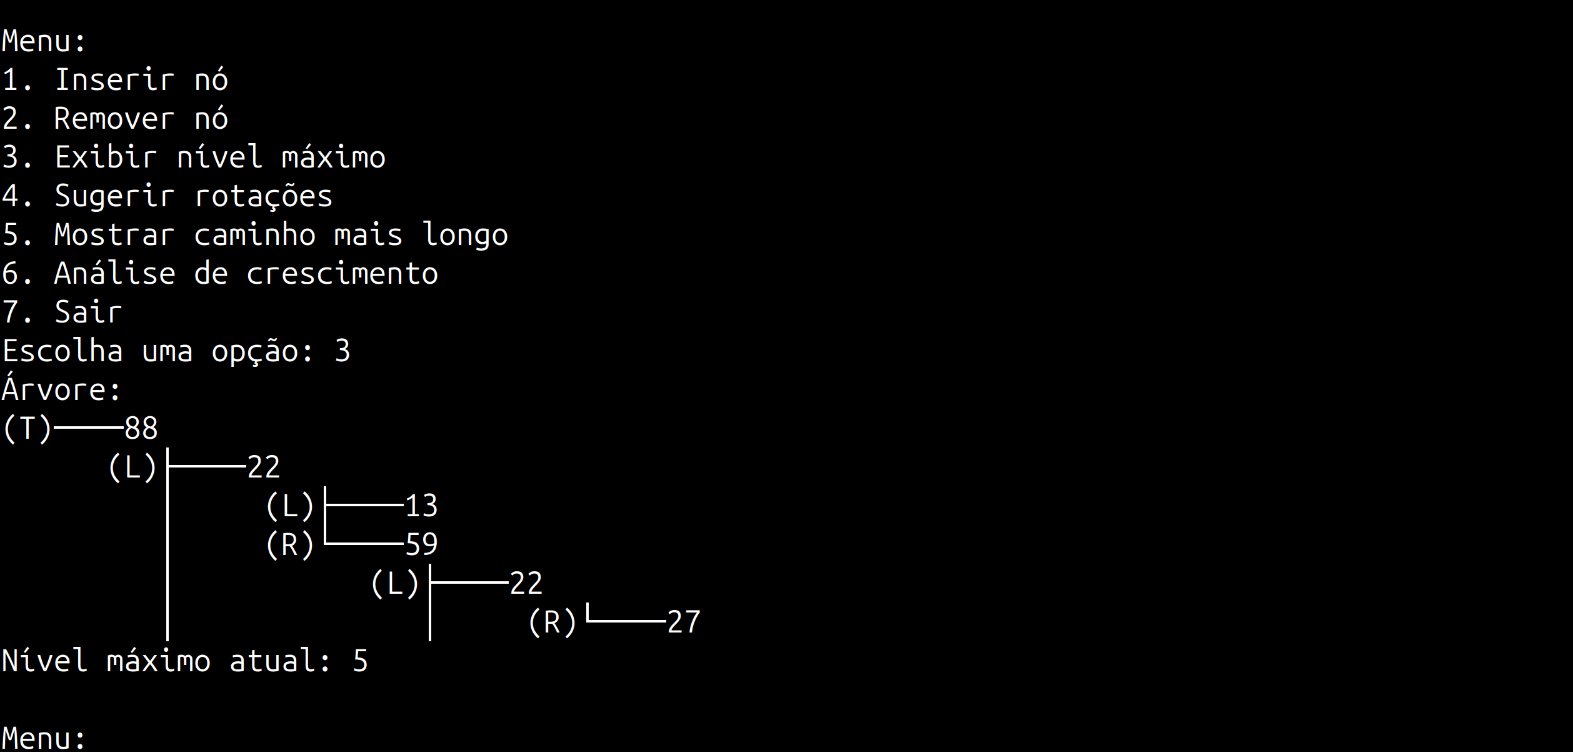 Menu:
1. Inserir nó
2. Remover nó
3. Exibir nível máximo
4. Sugerir rotações
5. Mostrar caminho mais longo
6. Análise de crescimento
7. Sair
Escolha uma opção: 3
Árvore:
(T)────88
(L)├────22
(L)├────13
(R)└────59
(L)├────22
(R)└────27
Nível máximo atual: 5
Menu: